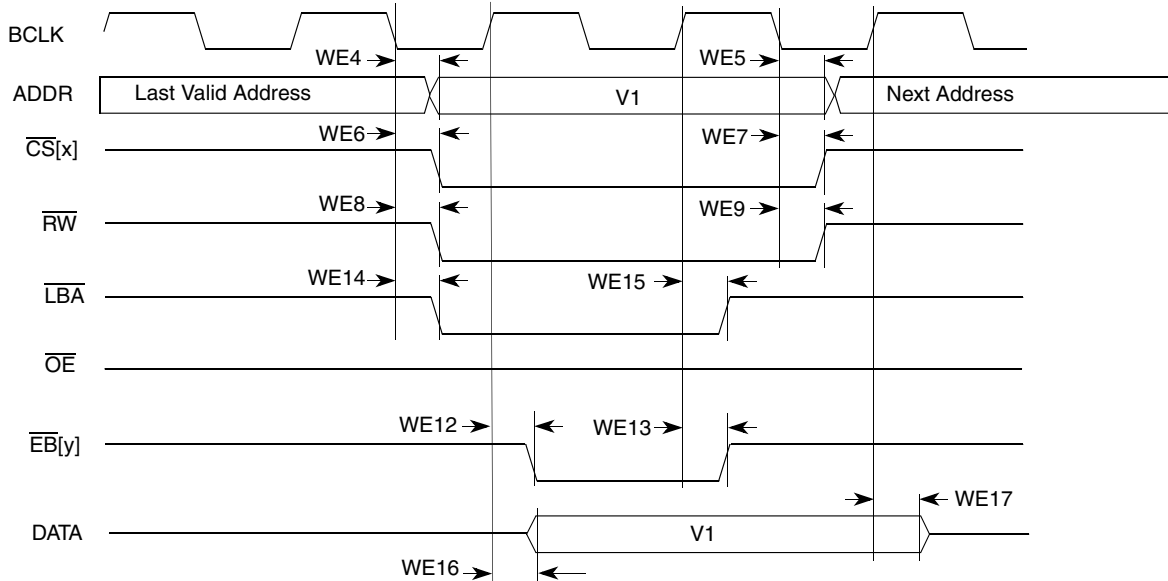 BCLK
WE4
WE5
ADDR
Last Valid Address
V1
Next Address
WE6
WE7
CS[x]
WE8
WE9
RW
WE14
WE15
LBA
OE
WE12
WE13
EB[y]
WE17
DATA
V1
WE16